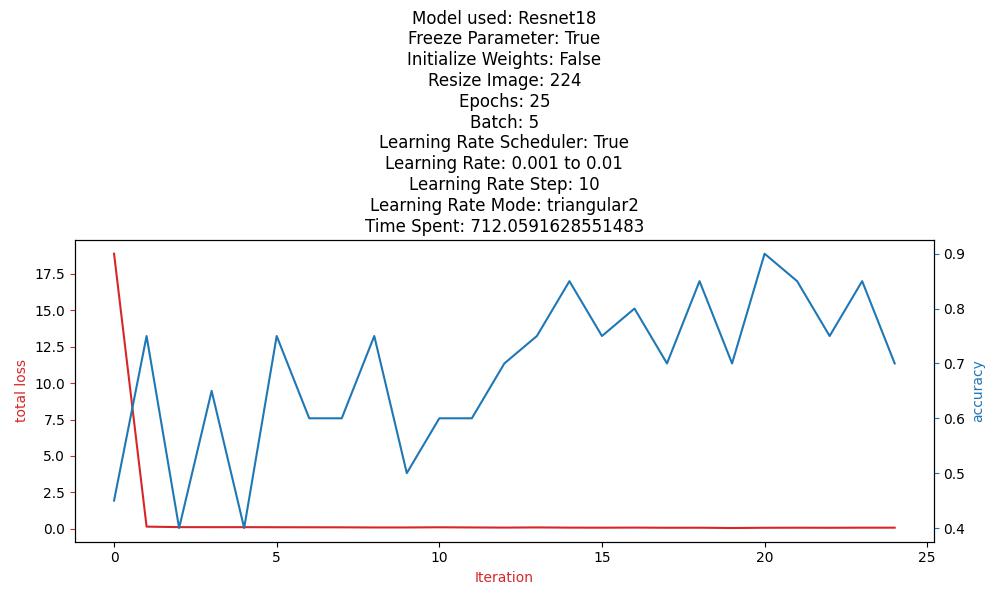 Model used: Resnet18
Freeze Parameter: True
Initialize Weights: False
Resize Image: 224
Epochs: 25
Batch: 5
Learning Rate Scheduler: True
Learning Rate: 0.001 to 0.01
Learning Rate Step: 10
Learning Rate Mode: triangular2
Time Spent: 712.0591628551483
total loss
17.5
15.0
12.5
10.0
7.5
5.0
2.5
0.0
0.9
0.8
0.7
0.6
0.5
0.4
accuracy
0 5 10 15 20 25
Iteration